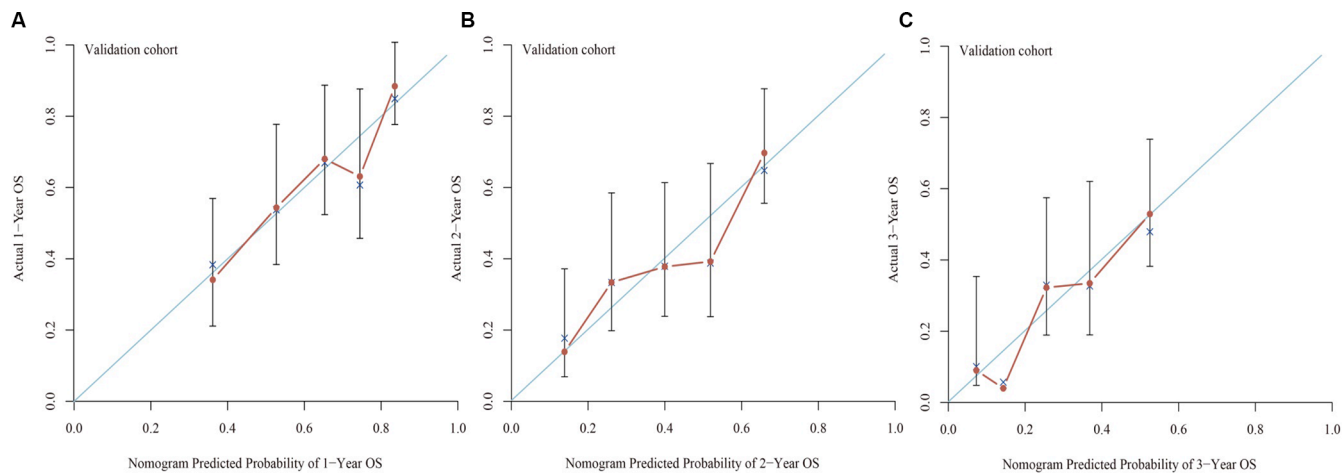 A
Validation cohort
Actual 1−Year OS
1.0
0.8
0.6
0.4
0.2
0.0
0.0 0.2 0.4 0.6 0.8 1.0
Nomogram Predicted Probability of 1−Year OS
B
Validation cohort
Actual 2−Year OS
1.0
0.8
0.6
0.4
0.2
0.0
0.0 0.2 0.4 0.6 0.8 1.0
Nomogram Predicted Probability of 2−Year OS
C
Validation cohort
Actual 3−Year OS
1.0
0.8
0.6
0.4
0.2
0.0
0.0 0.2 0.4 0.6 0.8 1.0
Nomogram Predicted Probability of 3−Year OS